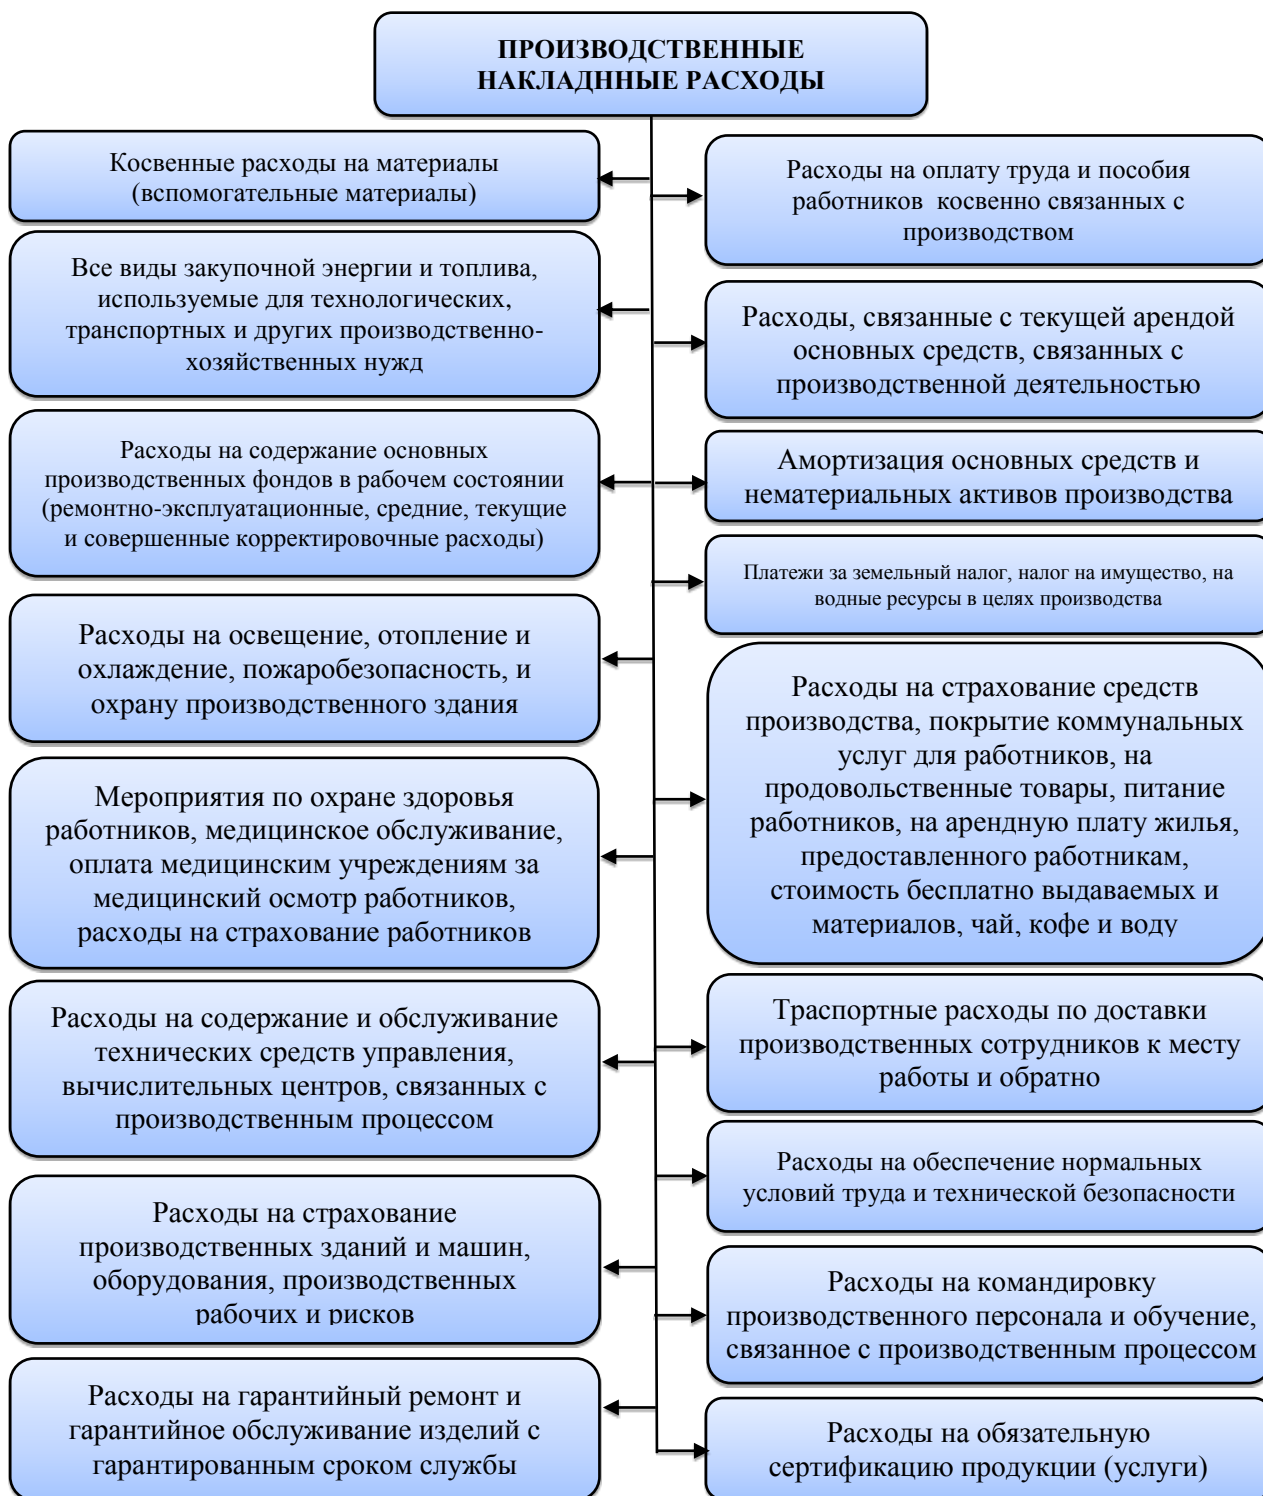 ПРОИЗВОДСТВЕННЫЕ
НАКЛАДННЫЕ РАСХОДЫ
Косвенные расходы на материалы
(вспомогательные материалы)
Все виды закупочной энергии и топлива,
используемые для технологических,
транспортных и других производственно-
хозяйственных нужд
Расходы на содержание основных
производственных фондов в рабочем состоянии
(ремонтно-эксплуатационные, средние, текущие
и совершенные корректировочные расходы)
Расходы на освещение, отопление и
охлаждение, пожаробезопасность, и
охрану производственного здания
Мероприятия по охране здоровья
работников, медицинское обслуживание,
оплата медицинским учреждениям за
медицинский осмотр работников,
расходы на страхование работников
Расходы на содержание и обслуживание
технических средств управления,
вычислительных центров, связанных с
производственным процессом
Расходы на страхование
производственных зданий и машин,
оборудования, производственных
рабочих и рисков
Расходы на гарантийный ремонт и
гарантийное обслуживание изделий с
гарантированным сроком службы
Расходы на оплату труда и пособия
работников косвенно связанных с
производством
Расходы, связанные с текущей арендой
основных средств, связанных с
производственной деятельностью
Амортизация основных средств и
нематериальных активов производства
Платежи за земельный налог, налог на имущество, на
водные ресурсы в целях производства
Расходы на страхование средств
производства, покрытие коммунальных
услуг для работников, на
продовольственные товары, питание
работников, на арендную плату жилья,
предоставленного работникам,
стоимость бесплатно выдаваемых и
материалов, чай, кофе и воду
Траспортные расходы по доставки
производственных сотрудников к месту
работы и обратно
Расходы на обеспечение нормальных
условий труда и технической безопасности
Расходы на командировку
производственного персонала и обучение,
связанное с производственным процессом
Расходы на обязательную
сертификацию продукции (услуги)